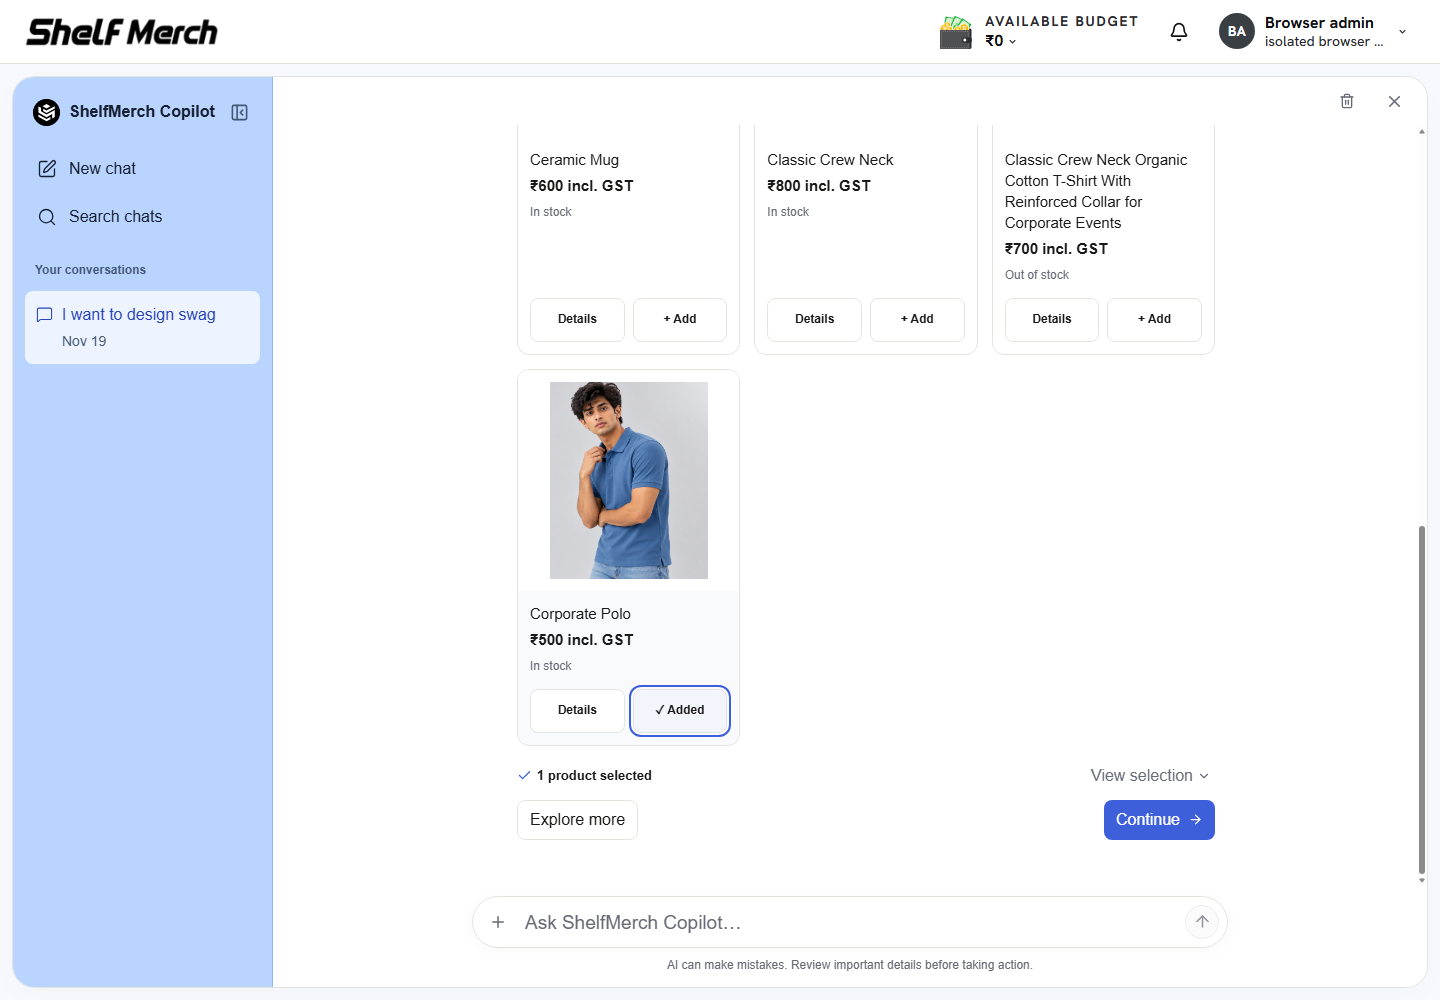 Shelf Merch
AVAILABLE BUDGET
₹0
BA
Browser admin
isolated browser ...
ShelfMerch Copilot
New chat
Search chats
Your conversations
I want to design swag
Nov 19
Ceramic Mug
₹600 incl. GST
In stock
Details
+ Add
Classic Crew Neck
₹800 incl. GST
In stock
Details
+ Add
Classic Crew Neck Organic
Cotton T-Shirt With
Reinforced Collar for
Corporate Events
₹700 incl. GST
Out of stock
Details
+ Add
Corporate Polo
₹500 incl. GST
In stock
Details
✓ Added
1 product selected
View selection
Explore more
Continue →
+ Ask ShelfMerch Copilot…
AI can make mistakes. Review important details before taking action.